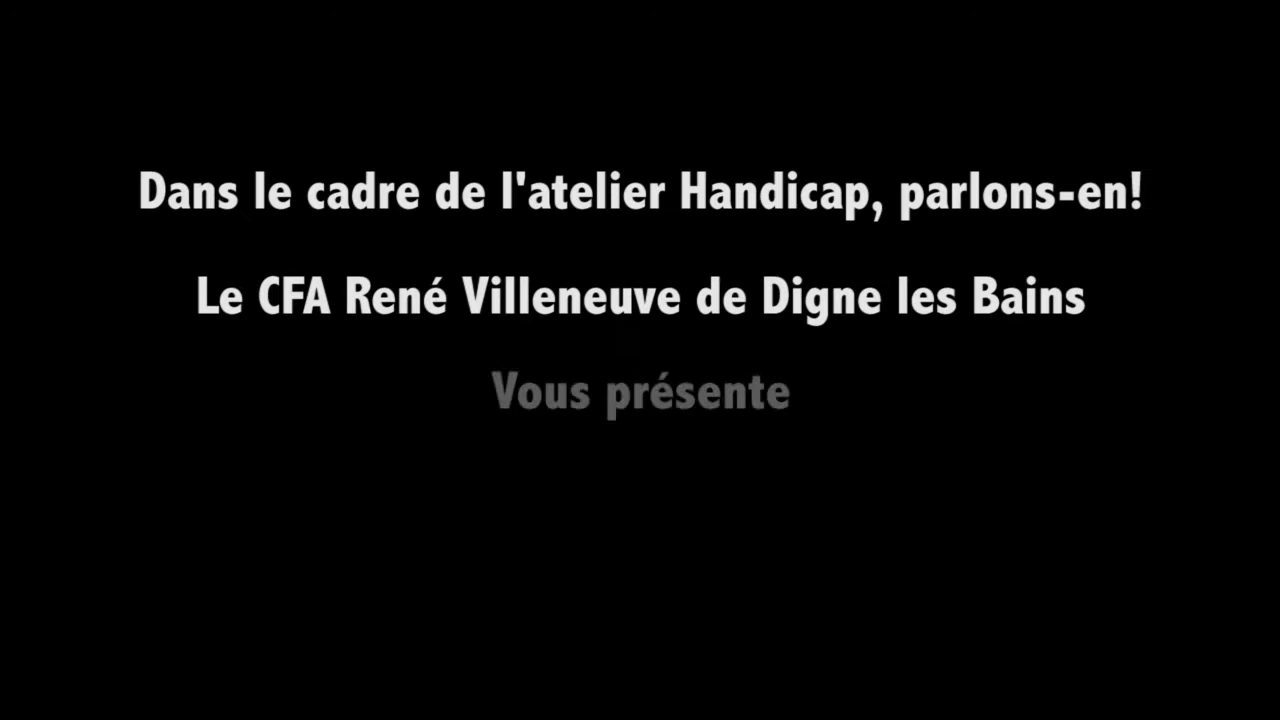 Dans le cadre de l'atelier Handicap, parlons-en!
Le CFA René Villeneuve de Digne les Bains
Vous présente